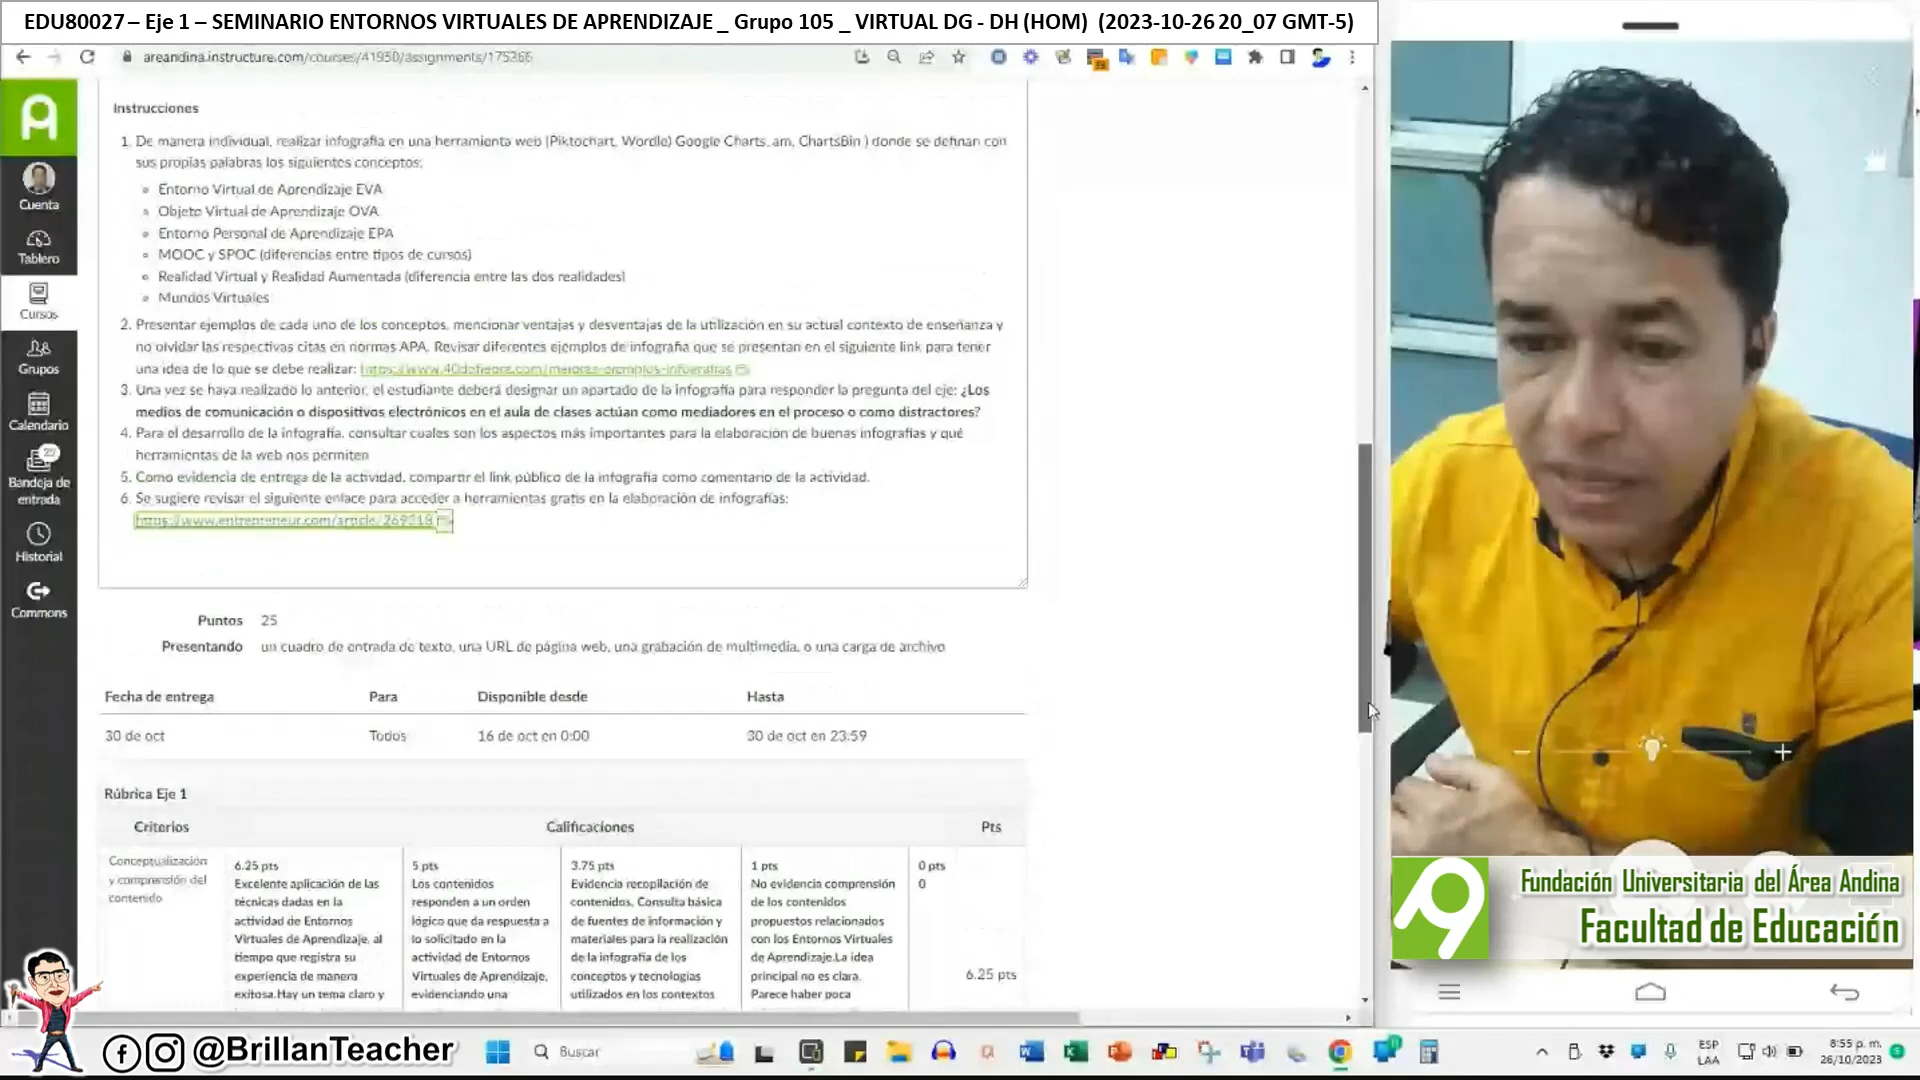 EDU80027 – Eje 1 – SEMINARIO ENTORNOS VIRTUALES DE APRENDIZAJE _ Grupo 105 _ VIRTUAL DG - DH (HOM) (2023-10-26 20_07 GMT-5)
areandina.instructure.com/courses/41950/assignments/175366
Instrucciones
1. De manera individual, realizar infografía en una herramienta web (Piktochart, Wordle) Google Charts, am, ChartsBin ) donde se definan con
sus propias palabras los siguientes conceptos:
Entorno Virtual de Aprendizaje EVA
Objeto Virtual de Aprendizaje OVA
Entorno Personal de Aprendizaje EPA
MOOC y SPOC (diferencias entre tipos de cursos)
Realidad Virtual y Realidad Aumentada (diferencia entre las dos realidades)
Mundos Virtuales
2. Presentar ejemplos de cada uno de los conceptos, mencionar ventajas y desventajas de la utilización en su actual contexto de enseñanza y
no olvidar las respectivas citas en normas APA. Revisar diferentes ejemplos de infografía que se presentan en el siguiente link para tener
una idea de lo que se debe realizar: https://www.40defiebre.com/mejores-ejemplos-infografias
3. Una vez se haya realizado lo anterior, el estudiante deberá designar un apartado de la infografía para responder la pregunta del eje: ¿Los
medios de comunicación o dispositivos electrónicos en el aula de clases actúan como mediadores en el proceso o como distractores?
4. Para el desarrollo de la infografía, consultar cuales son los aspectos más importantes para la elaboración de buenas infografías y qué
herramientas de la web nos permiten
5. Como evidencia de entrega de la actividad, compartir el link público de la infografía como comentario de la actividad.
6. Se sugiere revisar el siguiente enlace para acceder a herramientas gratis en la elaboración de infografías:
https://www.entrepreneur.com/article/269218
Puntos 25
Presentando un cuadro de entrada de texto, una URL de página web, una grabación de multimedia, o una carga de archivo
Fecha de entrega Para Disponible desde Hasta
30 de oct Todos 16 de oct en 0:00 30 de oct en 23:59
Rúbrica Eje 1
Criterios Calificaciones Pts
Conceptualización
y comprensión del
contenido
6.25 pts
Excelente aplicación de las
técnicas dadas en la
actividad de Entornos
Virtuales de Aprendizaje, al
tiempo que registra su
experiencia de manera
exitosa.Hay un tema claro y
5 pts
Los contenidos
responden a un orden
lógico que da respuesta a
lo solicitado en la
actividad de Entornos
Virtuales de Aprendizaje,
evidenciando una
3.75 pts
Evidencia recopilación de
contenidos, Consulta básica
de fuentes de información y
materiales para la realización
de la infografía de los
conceptos y tecnologías
utilizados en los contextos
1 pts
No evidencia comprensión
de los contenidos
propuestos relacionados
con los Entornos Virtuales
de Aprendizaje.La idea
principal no es clara.
Parece haber poca
0 pts
0
6.25 pts
Cuenta
Tablero
Cursos
Grupos
Calendario
Bandeja de
entrada
Historial
Commons
Fundación Universitaria del Área Andina
Facultad de Educación
@BrillanTeacher
Buscar
ESP
LAA
8:55 p. m.
26/10/2023